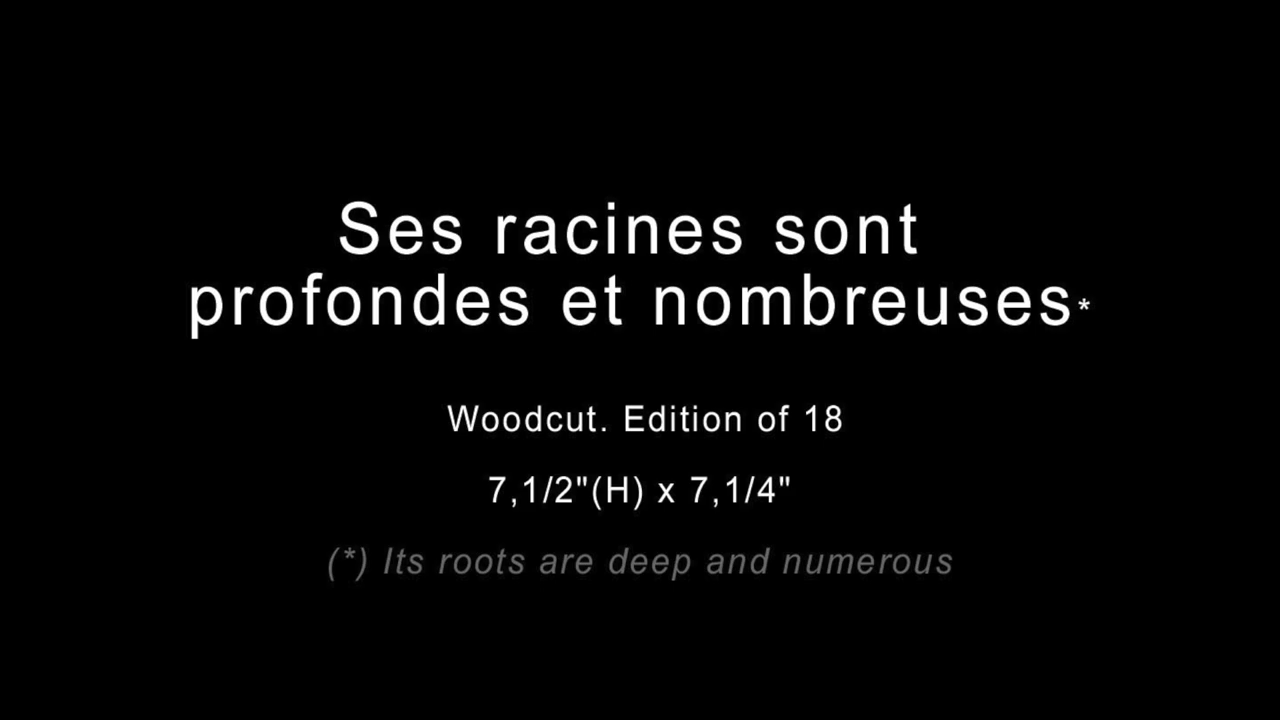 Ses racines sont
profondes et nombreuses*
Woodcut. Edition of 18
7,1/2"(H) x 7,1/4"
(*) Its roots are deep and numerous